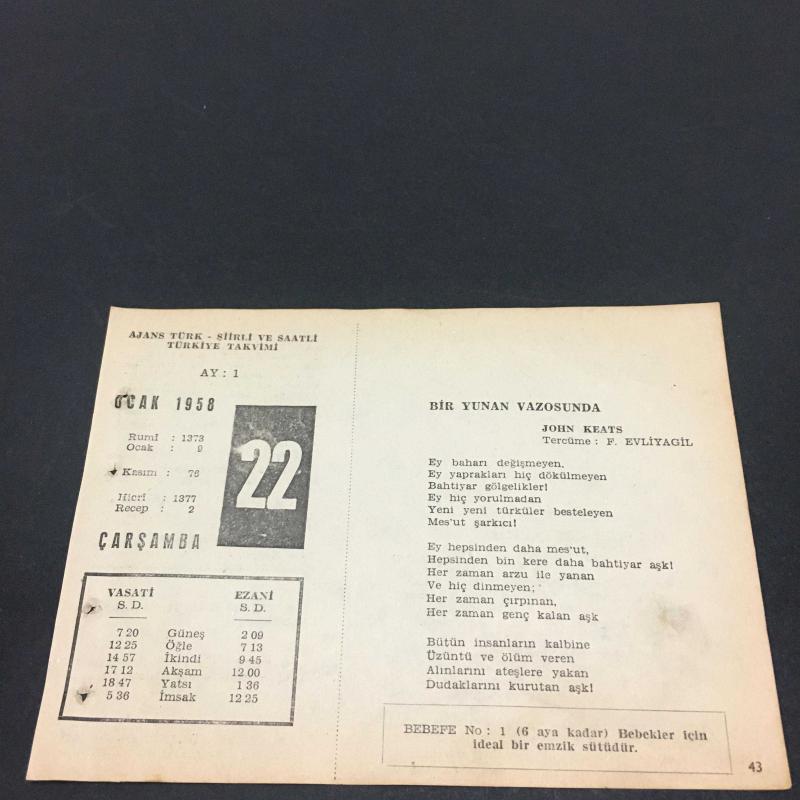 AJANS TÜRK - ŞİİRLİ VE SAATLİ
TÜRKİYE TAKVİMİ
AY : 1
OCAK 1958
Rumî : 1373
Ocak : 9
Kasım : 76
Hicrî : 1377
Recep : 2
22
ÇARŞAMBA
VASATİ EZANİ
S. D. S. D.
7 20 Güneş 2 09
12 25 Öğle 7 13
14 57 İkindi 9 45
17 12 Akşam 12 00
18 47 Yatsı 1 36
5 36 İmsak 12 25
BİR YUNAN VAZOSUNDA
JOHN KEATS
Tercüme : F. EVLİYAGİL
Ey baharı değişmeyen,
Ey yaprakları hiç dökülmeyen
Bahtiyar gölgelikler!
Ey hiç yorulmadan
Yeni yeni türküler besteleyen
Mes'ut şarkıcı!
Ey hepsinden daha mes'ut,
Hepsinden bin kere daha bahtiyar aşk!
Her zaman arzu ile yanan
Ve hiç dinmeyen;
Her zaman çırpınan,
Her zaman genç kalan aşk
Bütün insanların kalbine
Üzüntü ve ölüm veren
Alınlarını ateşlere yakan
Dudaklarını kurutan aşk!
BEBEFE No : 1 (6 aya kadar) Bebekler için
ideal bir emzik sütüdür.
43